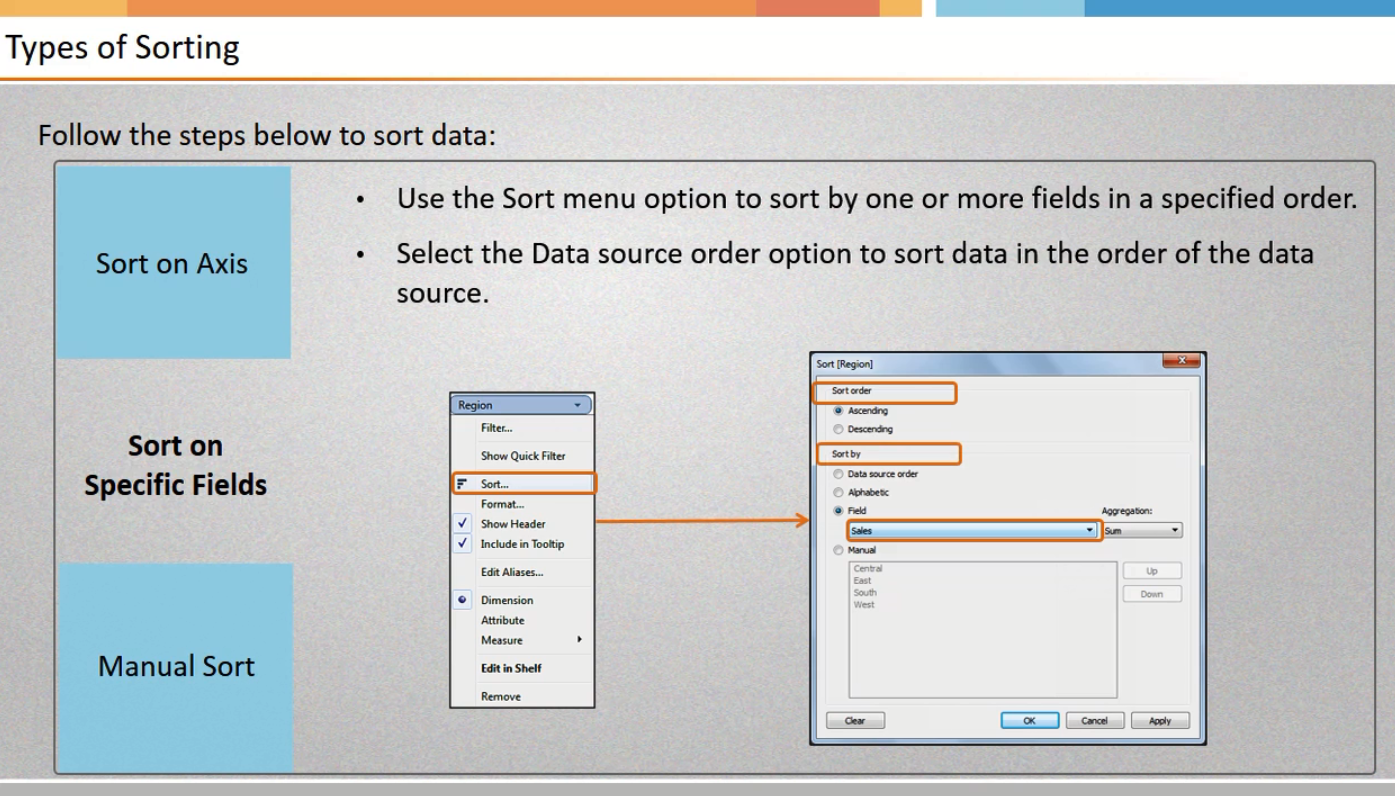 Types of Sorting
Follow the steps below to sort data:
Sort on Axis
Sort on
Specific Fields
Manual Sort
• Use the Sort menu option to sort by one or more fields in a specified order.
• Select the Data source order option to sort data in the order of the data
source.
Region
Filter...
Show Quick Filter
Sort...
Format...
Show Header
Include in Tooltip
Edit Aliases...
Dimension
Attribute
Measure
Edit in Shelf
Remove
Sort [Region]
Sort order
Ascending
Descending
Sort by
Data source order
Alphabetic
Field
Aggregation:
Sales
Sum
Manual
Central
East
South
West
Up
Down
Clear
OK
Cancel
Apply